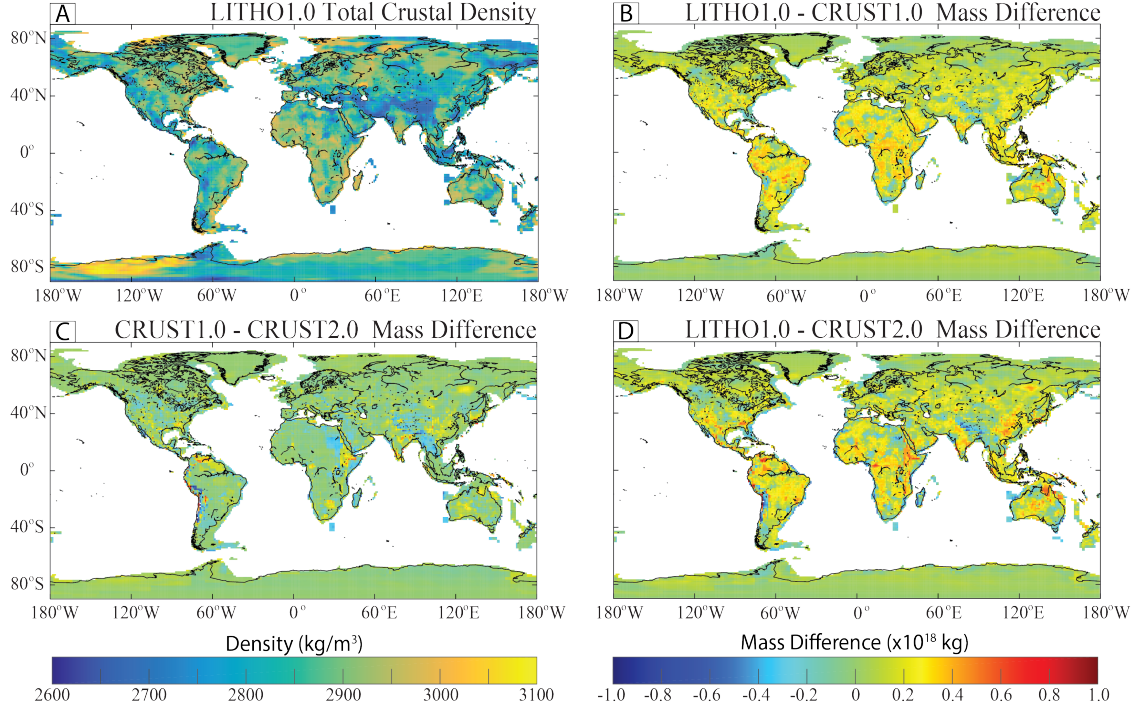 A LITHO1.0 Total Crustal Density
80°N
40°N
0°
40°S
80°S
180°W 120°W 60°W 0° 60°E 120°E 180°W
B LITHO1.0 - CRUST1.0 Mass Difference
180°W 120°W 60°W 0° 60°E 120°E 180°W
C CRUST1.0 - CRUST2.0 Mass Difference
80°N
40°N
0°
40°S
80°S
180°W 120°W 60°W 0° 60°E 120°E 180°W
D LITHO1.0 - CRUST2.0 Mass Difference
180°W 120°W 60°W 0° 60°E 120°E 180°W
Density (kg/m³)
2600 2700 2800 2900 3000 3100
Mass Difference (x10¹⁸ kg)
-1.0 -0.8 -0.6 -0.4 -0.2 0 0.2 0.4 0.6 0.8 1.0